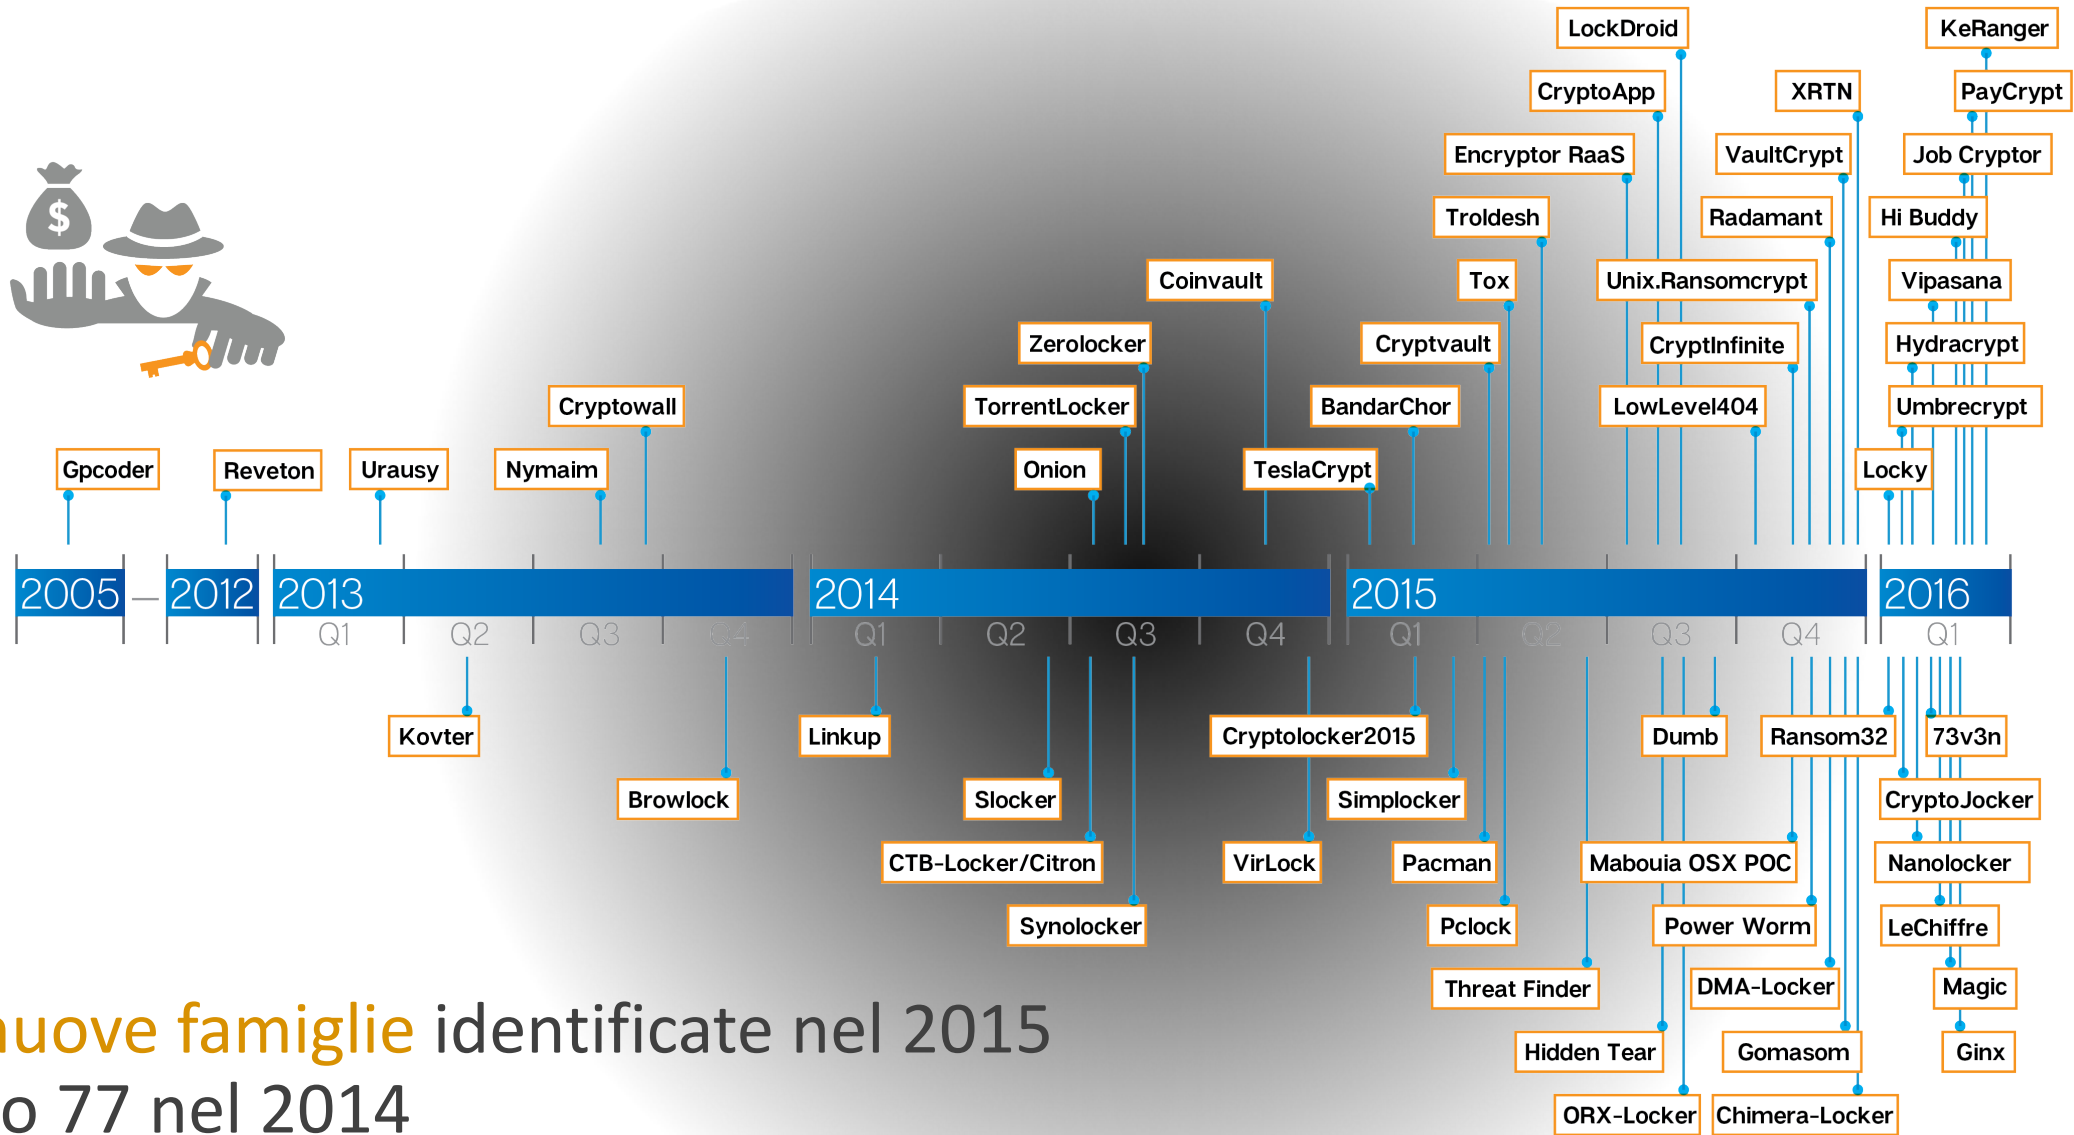 LockDroid
KeRanger
CryptoApp
XRTN
PayCrypt
Encryptor RaaS
VaultCrypt
Job Cryptor
$
Troldesh
Radamant
Hi Buddy
Coinvault
Tox
Unix.Ransomcrypt
Vipasana
Zerolocker
Cryptvault
CryptInfinite
Hydracrypt
Cryptowall
TorrentLocker
BandarChor
LowLevel404
Umbrecrypt
Gpcoder
Reveton
Urausy
Nymaim
Onion
TeslaCrypt
Locky
2005
2012
2013
2014
2015
2016
Q1
Q2
Q3
Q4
Q1
Q2
Q3
Q4
Q1
Q2
Q3
Q4
Q1
Kovter
Linkup
Cryptolocker2015
Dumb
Ransom32
73v3n
Browlock
Slocker
Simplocker
CryptoJocker
CTB-Locker/Citron
VirLock
Pacman
Mabouia OSX POC
Nanolocker
Synolocker
Pclock
Power Worm
LeChiffre
Threat Finder
DMA-Locker
Magic
nuove famiglie identificate nel 2015
Hidden Tear
Gomasom
Ginx
o 77 nel 2014
ORX-Locker
Chimera-Locker